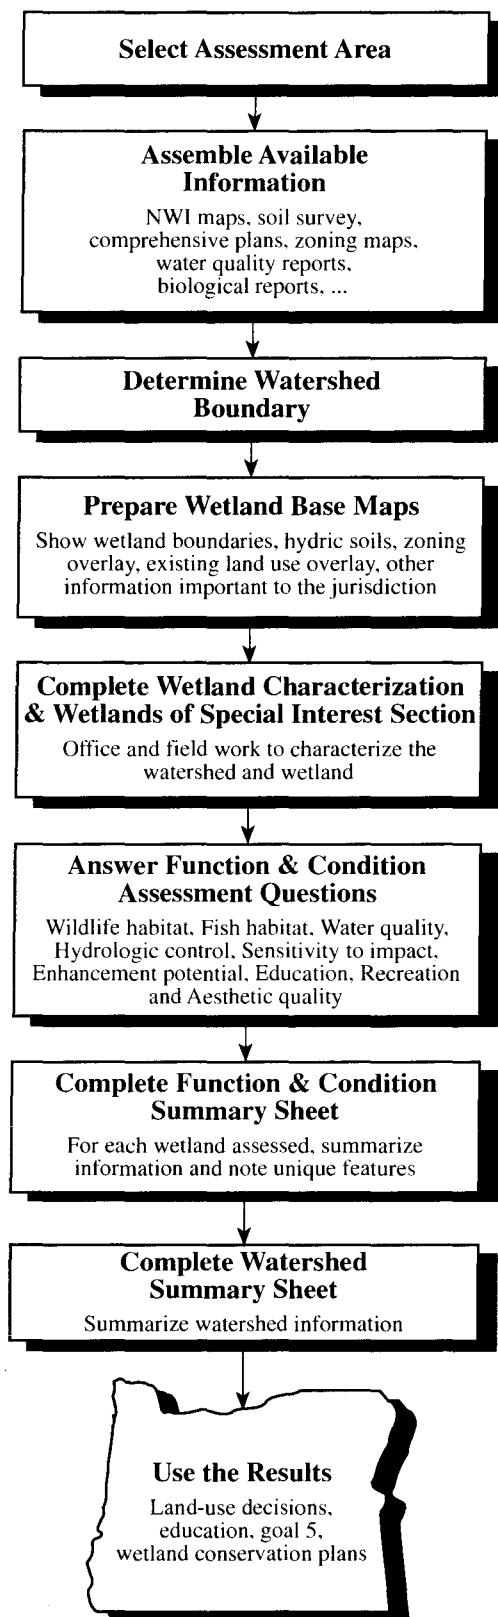 Select Assessment Area
Assemble Available
Information
NWI maps, soil survey,
comprehensive plans, zoning maps,
water quality reports,
biological reports, ...
Determine Watershed
Boundary
Prepare Wetland Base Maps
Show wetland boundaries, hydric soils, zoning
overlay, existing land use overlay, other
information important to the jurisdiction
Complete Wetland Characterization
& Wetlands of Special Interest Section
Office and field work to characterize the
watershed and wetland
Answer Function & Condition
Assessment Questions
Wildlife habitat, Fish habitat, Water quality,
Hydrologic control, Sensitivity to impact,
Enhancement potential, Education, Recreation
and Aesthetic quality
Complete Function & Condition
Summary Sheet
For each wetland assessed, summarize
information and note unique features
Complete Watershed
Summary Sheet
Summarize watershed information
Use the Results
Land-use decisions,
education, goal 5,
wetland conservation plans